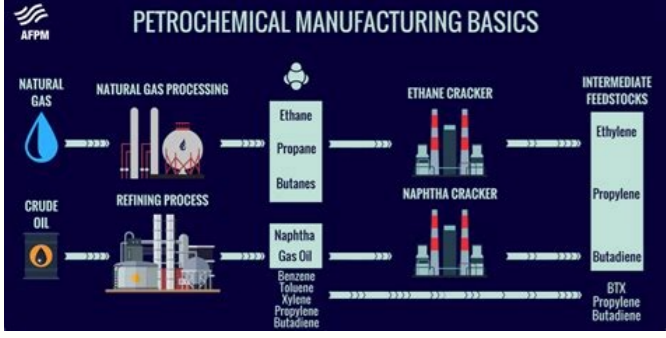 AFPM
PETROCHEMICAL MANUFACTURING BASICS
NATURAL
GAS
NATURAL GAS PROCESSING
Ethane
Propane
Butanes
ETHANE CRACKER
INTERMEDIATE
FEEDSTOCKS
Ethylene
Propylene
Butadiene
CRUDE
OIL
REFINING PROCESS
Naphtha
Gas Oil
NAPHTHA CRACKER
Benzene
Toluene
Xylene
Propylene
Butadiene
BTX
Propylene
Butadiene